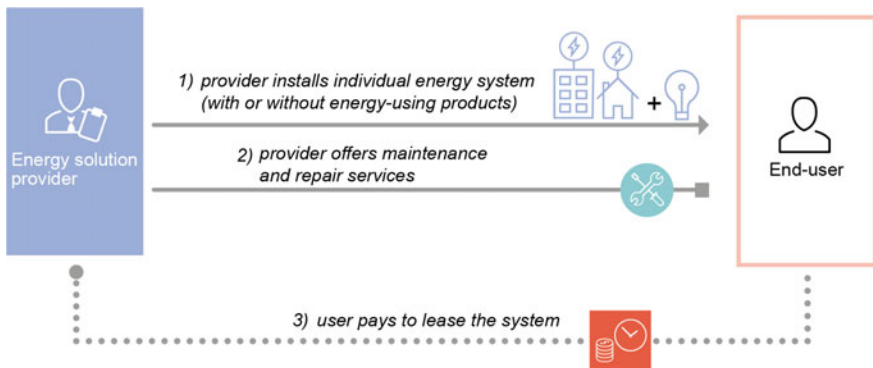 1) provider installs individual energy system
(with or without energy-using products)
+
Energy solution
provider
2) provider offers maintenance
and repair services
End-user
3) user pays to lease the system